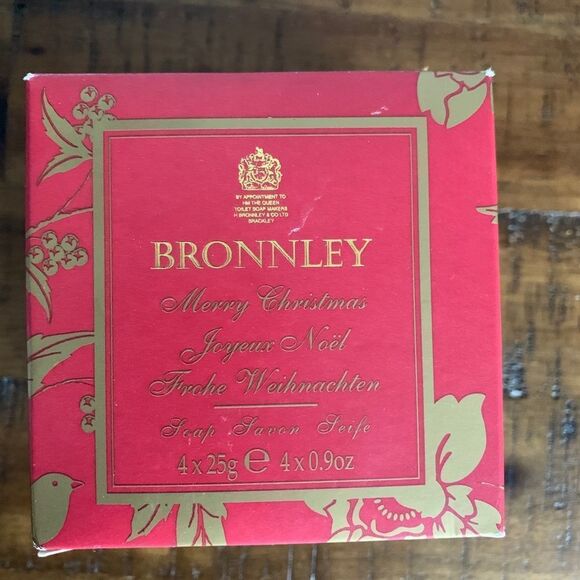 BY APPOINTMENT TO
HM THE QUEEN
TOILET SOAP MAKERS
H BRONNLEY & CO LTD
BRACKLEY
BRONNLEY
Merry Christmas
Joyeux Noël
Frohe Weihnachten
Soap Savon Seife
4 x 25g e 4 x 0.9oz